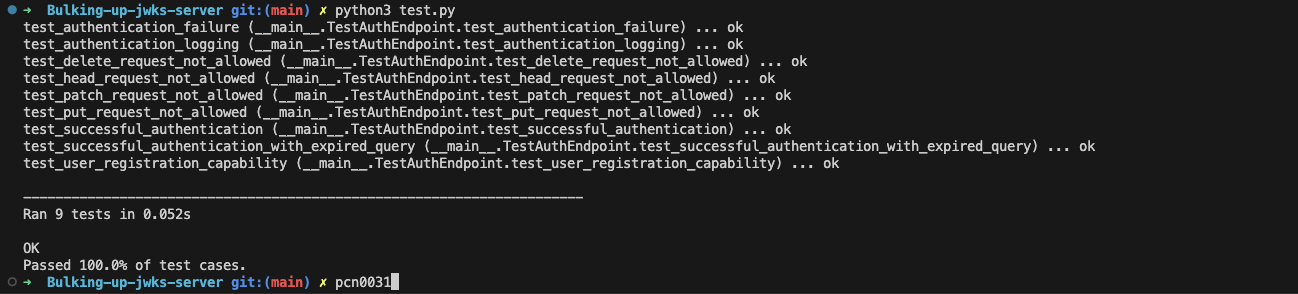 ➜ Bulking-up-jwks-server git:(main) ✗ python3 test.py
test_authentication_failure (__main__.TestAuthEndpoint.test_authentication_failure) ... ok
test_authentication_logging (__main__.TestAuthEndpoint.test_authentication_logging) ... ok
test_delete_request_not_allowed (__main__.TestAuthEndpoint.test_delete_request_not_allowed) ... ok
test_head_request_not_allowed (__main__.TestAuthEndpoint.test_head_request_not_allowed) ... ok
test_patch_request_not_allowed (__main__.TestAuthEndpoint.test_patch_request_not_allowed) ... ok
test_put_request_not_allowed (__main__.TestAuthEndpoint.test_put_request_not_allowed) ... ok
test_successful_authentication (__main__.TestAuthEndpoint.test_successful_authentication) ... ok
test_successful_authentication_with_expired_query (__main__.TestAuthEndpoint.test_successful_authentication_with_expired_query) ... ok
test_user_registration_capability (__main__.TestAuthEndpoint.test_user_registration_capability) ... ok
----------------------------------------------------------------------
Ran 9 tests in 0.052s
OK
Passed 100.0% of test cases.
➜ Bulking-up-jwks-server git:(main) ✗ pcn0031